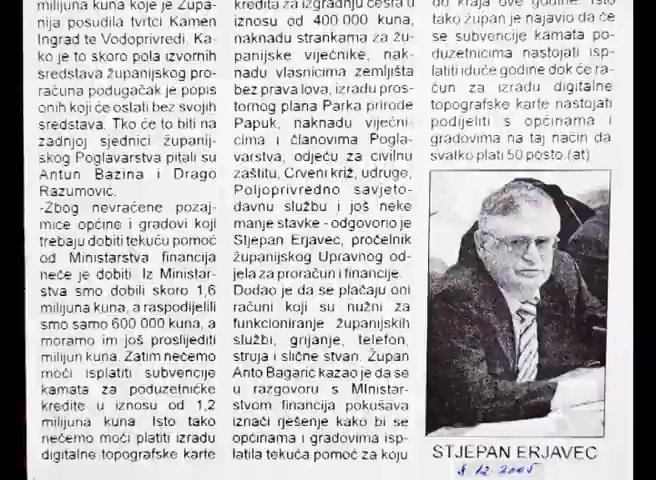 milijuna kuna koje je Župa-
nija posudila tvrtci Kamen
Ingrad te Vodoprivredi. Ka-
ko je to skoro pola izvornih
sredstava županijskog pro-
računa podugačak je popis
onih koji će ostati bez svojih
sredstava. Tko će to biti na
zadnjoj sjednici županij-
skog Poglavarstva pitali su
Antun Bazina i Drago
Razumović.
-Zbog nevraćene pozaj-
mice općine i gradovi koji
trebaju dobiti tekuću pomoć
od Ministarstva financija
neće je dobiti. Iz Ministar-
stva smo dobili skoro 1,6
milijuna kuna, a raspodijelili
smo samo 600 000 kuna, a
moramo im još proslijediti
milijun kuna. Zatim nećemo
moći isplatiti subvencije
kamata za poduzetničke
kredite u iznosu od 1,2
milijuna kuna. Isto tako
nećemo moći platiti izradu
digitalne topografske karte
kredita za izgradnju cesta u
iznosu od 400 000 kuna,
naknadu strankama za žu-
panijske vijećnike, nak-
nadu vlasnicima zemljišta
bez prava lova, izradu pros-
tornog plana Parka prirode
Papuk, naknadu vijećni-
cima i članovima Pogla-
varstva, odjeću za civilnu
zaštitu, Crveni križ, udruge,
Poljoprivredno savjeto-
davnu službu i još neke
manje stavke - odgovorio je
Stjepan Erjavec, pročelnik
županijskog Upravnog od-
jela za proračun i financije.
Dodao je da se plaćaju oni
računi koji su nužni za
funkcioniranje županijskih
službi, grijanje, telefon,
struja i slične stvari. Župan
Anto Bagarić kazao je da se
u razgovoru s MInistar-
stvom financija pokušava
iznaći rješenje kako bi se
općinama i gradovima isp-
latila tekuća pomoć za koju
do kraja ove godine. Isto
tako župan je najavio da će
se subvencije kamata po-
duzetnicima nastojati isp-
latiti iduće godine dok će ra-
čun za izradu digitalne
topografske karte nastojati
podijeliti s općinama i
gradovima na taj način da
svatko plati 50 posto.(at)
STJEPAN ERJAVEC
8.12.2005